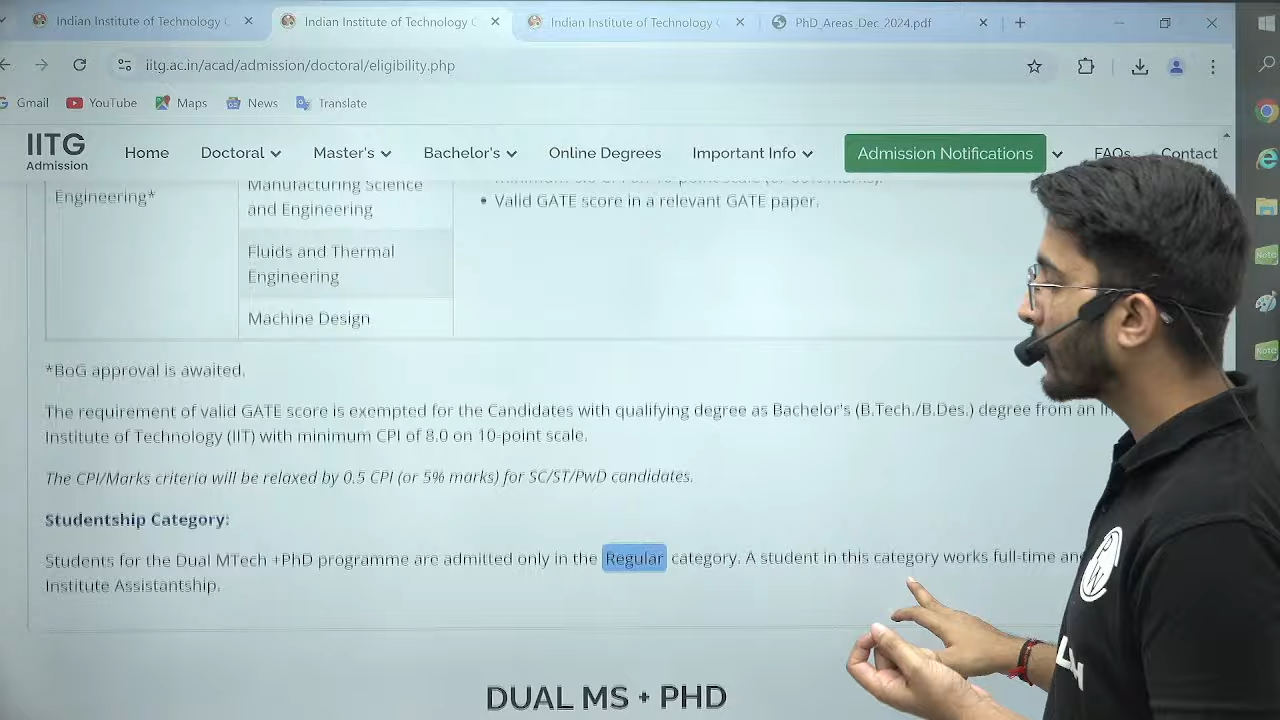 Indian Institute of Technology
Indian Institute of Technology
Indian Institute of Technology
PhD_Areas_Dec_2024.pdf
iitg.ac.in/acad/admission/doctoral/eligibility.php
Gmail
YouTube
Maps
News
Translate
IITG
Admission
Home
Doctoral
Master's
Bachelor's
Online Degrees
Important Info
Admission Notifications
FAQs
Contact
Engineering*
Manufacturing Science
and Engineering
Valid GATE score in a relevant GATE paper.
Fluids and Thermal
Engineering
Machine Design
*BoG approval is awaited.
The requirement of valid GATE score is exempted for the Candidates with qualifying degree as Bachelor's (B.Tech./B.Des.) degree from an
Institute of Technology (IIT) with minimum CPI of 8.0 on 10-point scale.
The CPI/Marks criteria will be relaxed by 0.5 CPI (or 5% marks) for SC/ST/PwD candidates.
Studentship Category:
Students for the Dual MTech +PhD programme are admitted only in the Regular category. A student in this category works full-time
Institute Assistantship.
DUAL MS + PHD